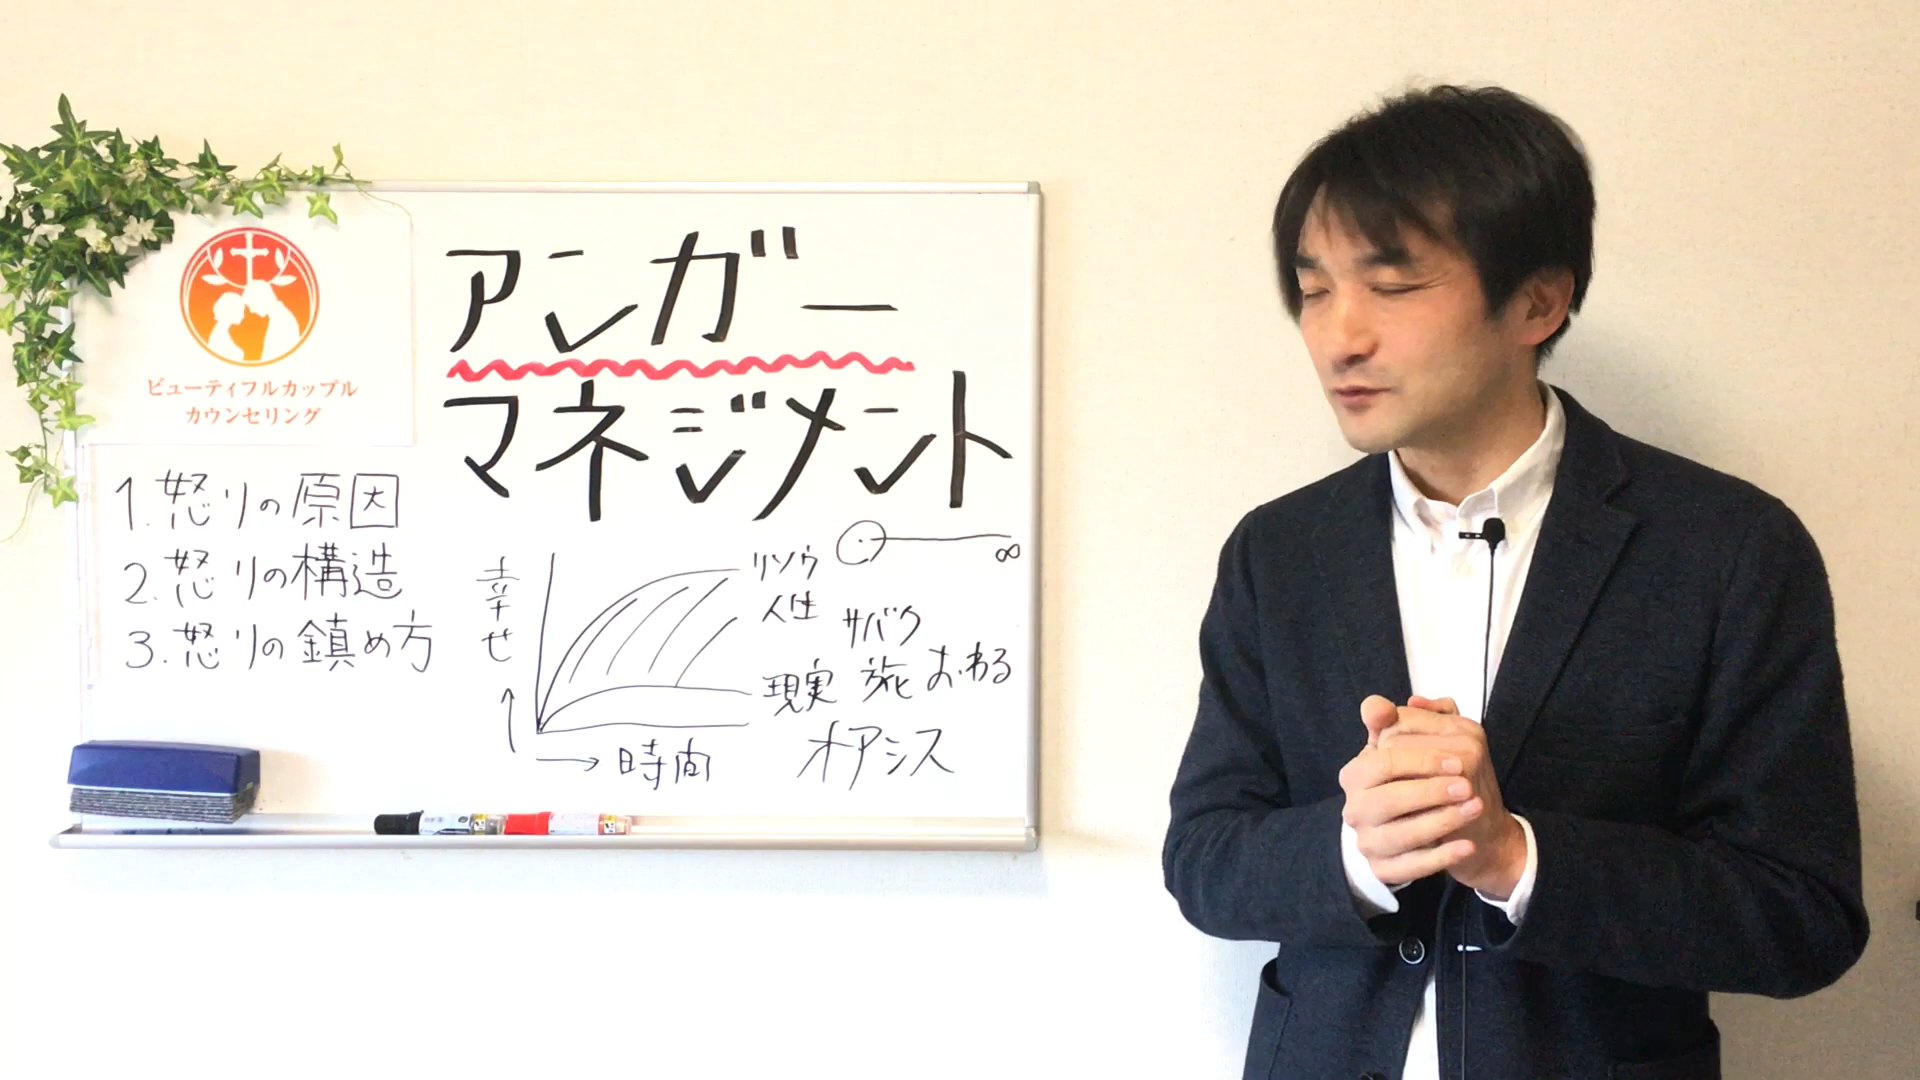 ビューティフルカップル
カウンセリング
アンガー
マネジメント
1. 怒りの原因
2. 怒りの構造
3. 怒りの鎮め方
幸せ
リソウ
人生
現実
時間
∞
サバク
旅 おわる
オアシス